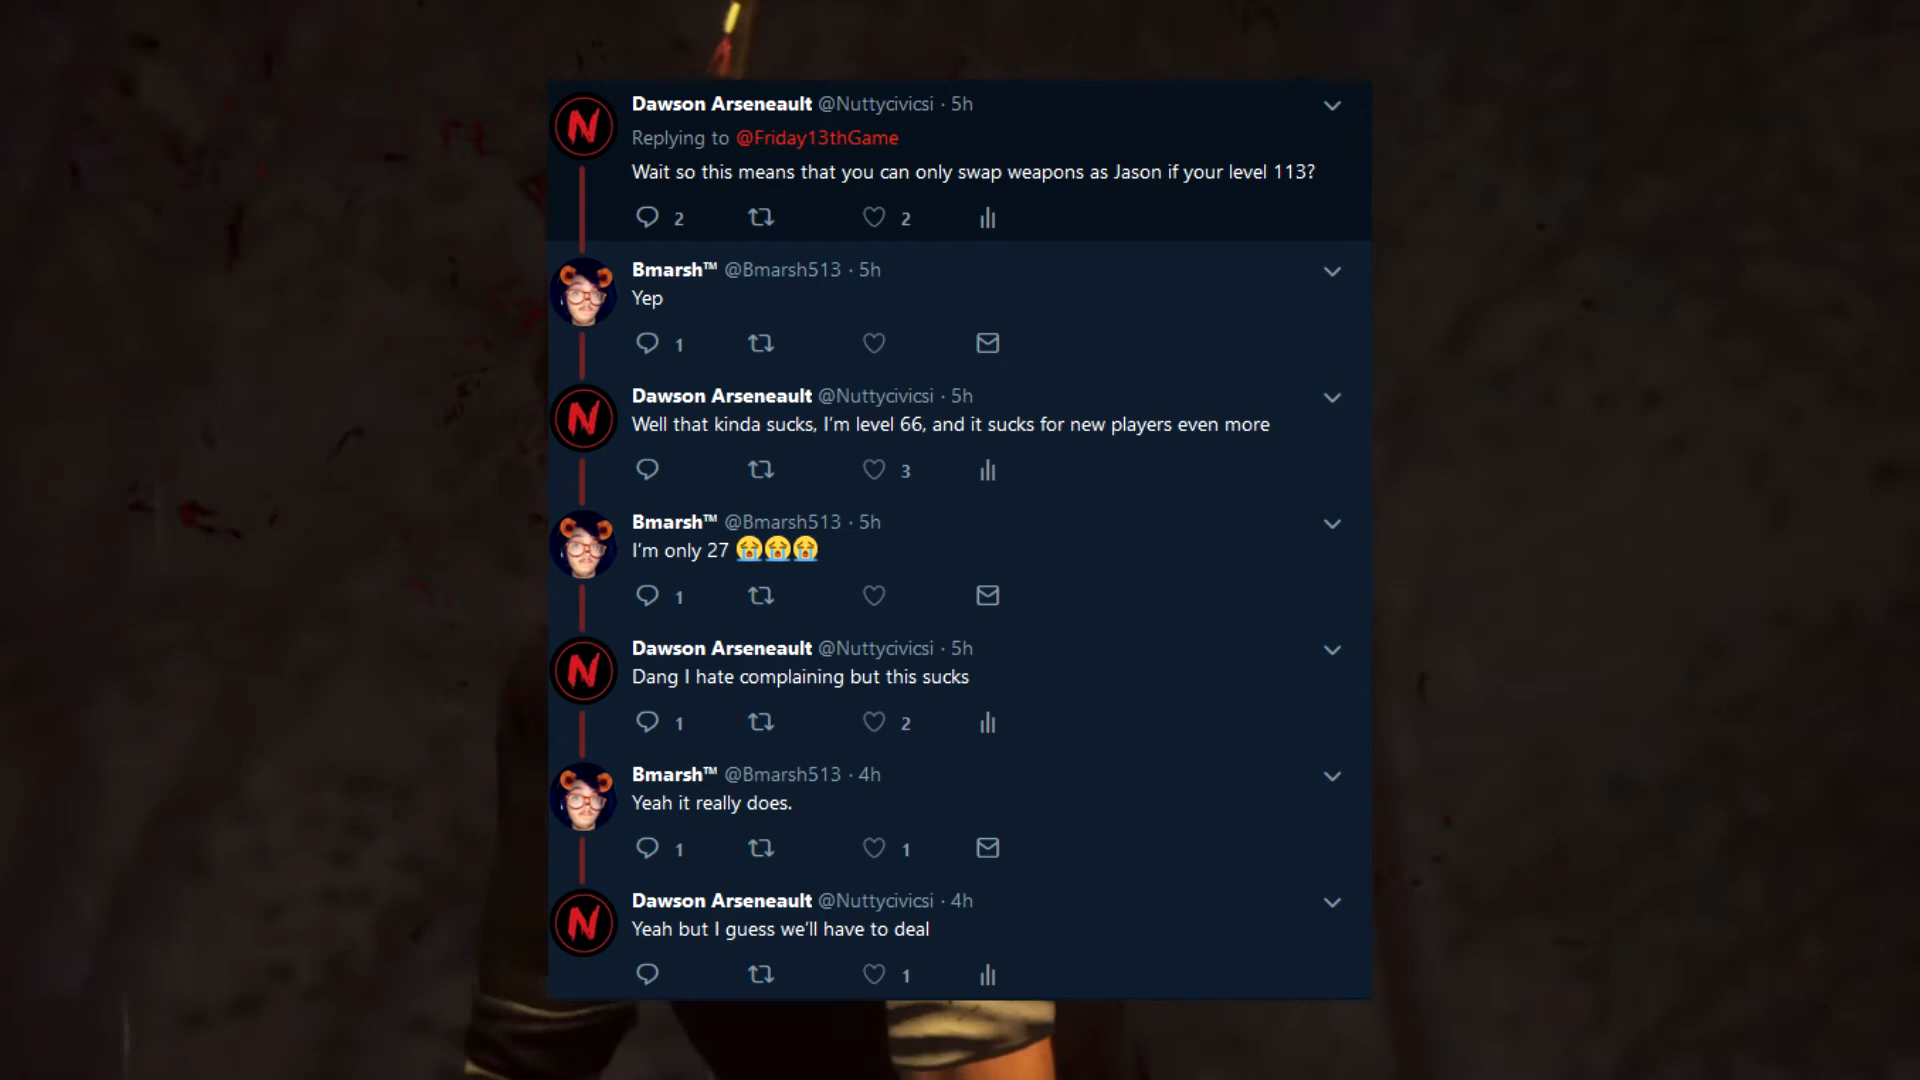 Dawson Arseneault @Nuttycivicsi · 5h
Replying to @Friday13thGame
Wait so this means that you can only swap weapons as Jason if your level 113?
2 2
Bmarsh™ @Bmarsh513 · 5h
Yep
1
Dawson Arseneault @Nuttycivicsi · 5h
Well that kinda sucks, I'm level 66, and it sucks for new players even more
3
Bmarsh™ @Bmarsh513 · 5h
I'm only 27 😭😭😭
1
Dawson Arseneault @Nuttycivicsi · 5h
Dang I hate complaining but this sucks
1 2
Bmarsh™ @Bmarsh513 · 4h
Yeah it really does.
1 1
Dawson Arseneault @Nuttycivicsi · 4h
Yeah but I guess we'll have to deal
1